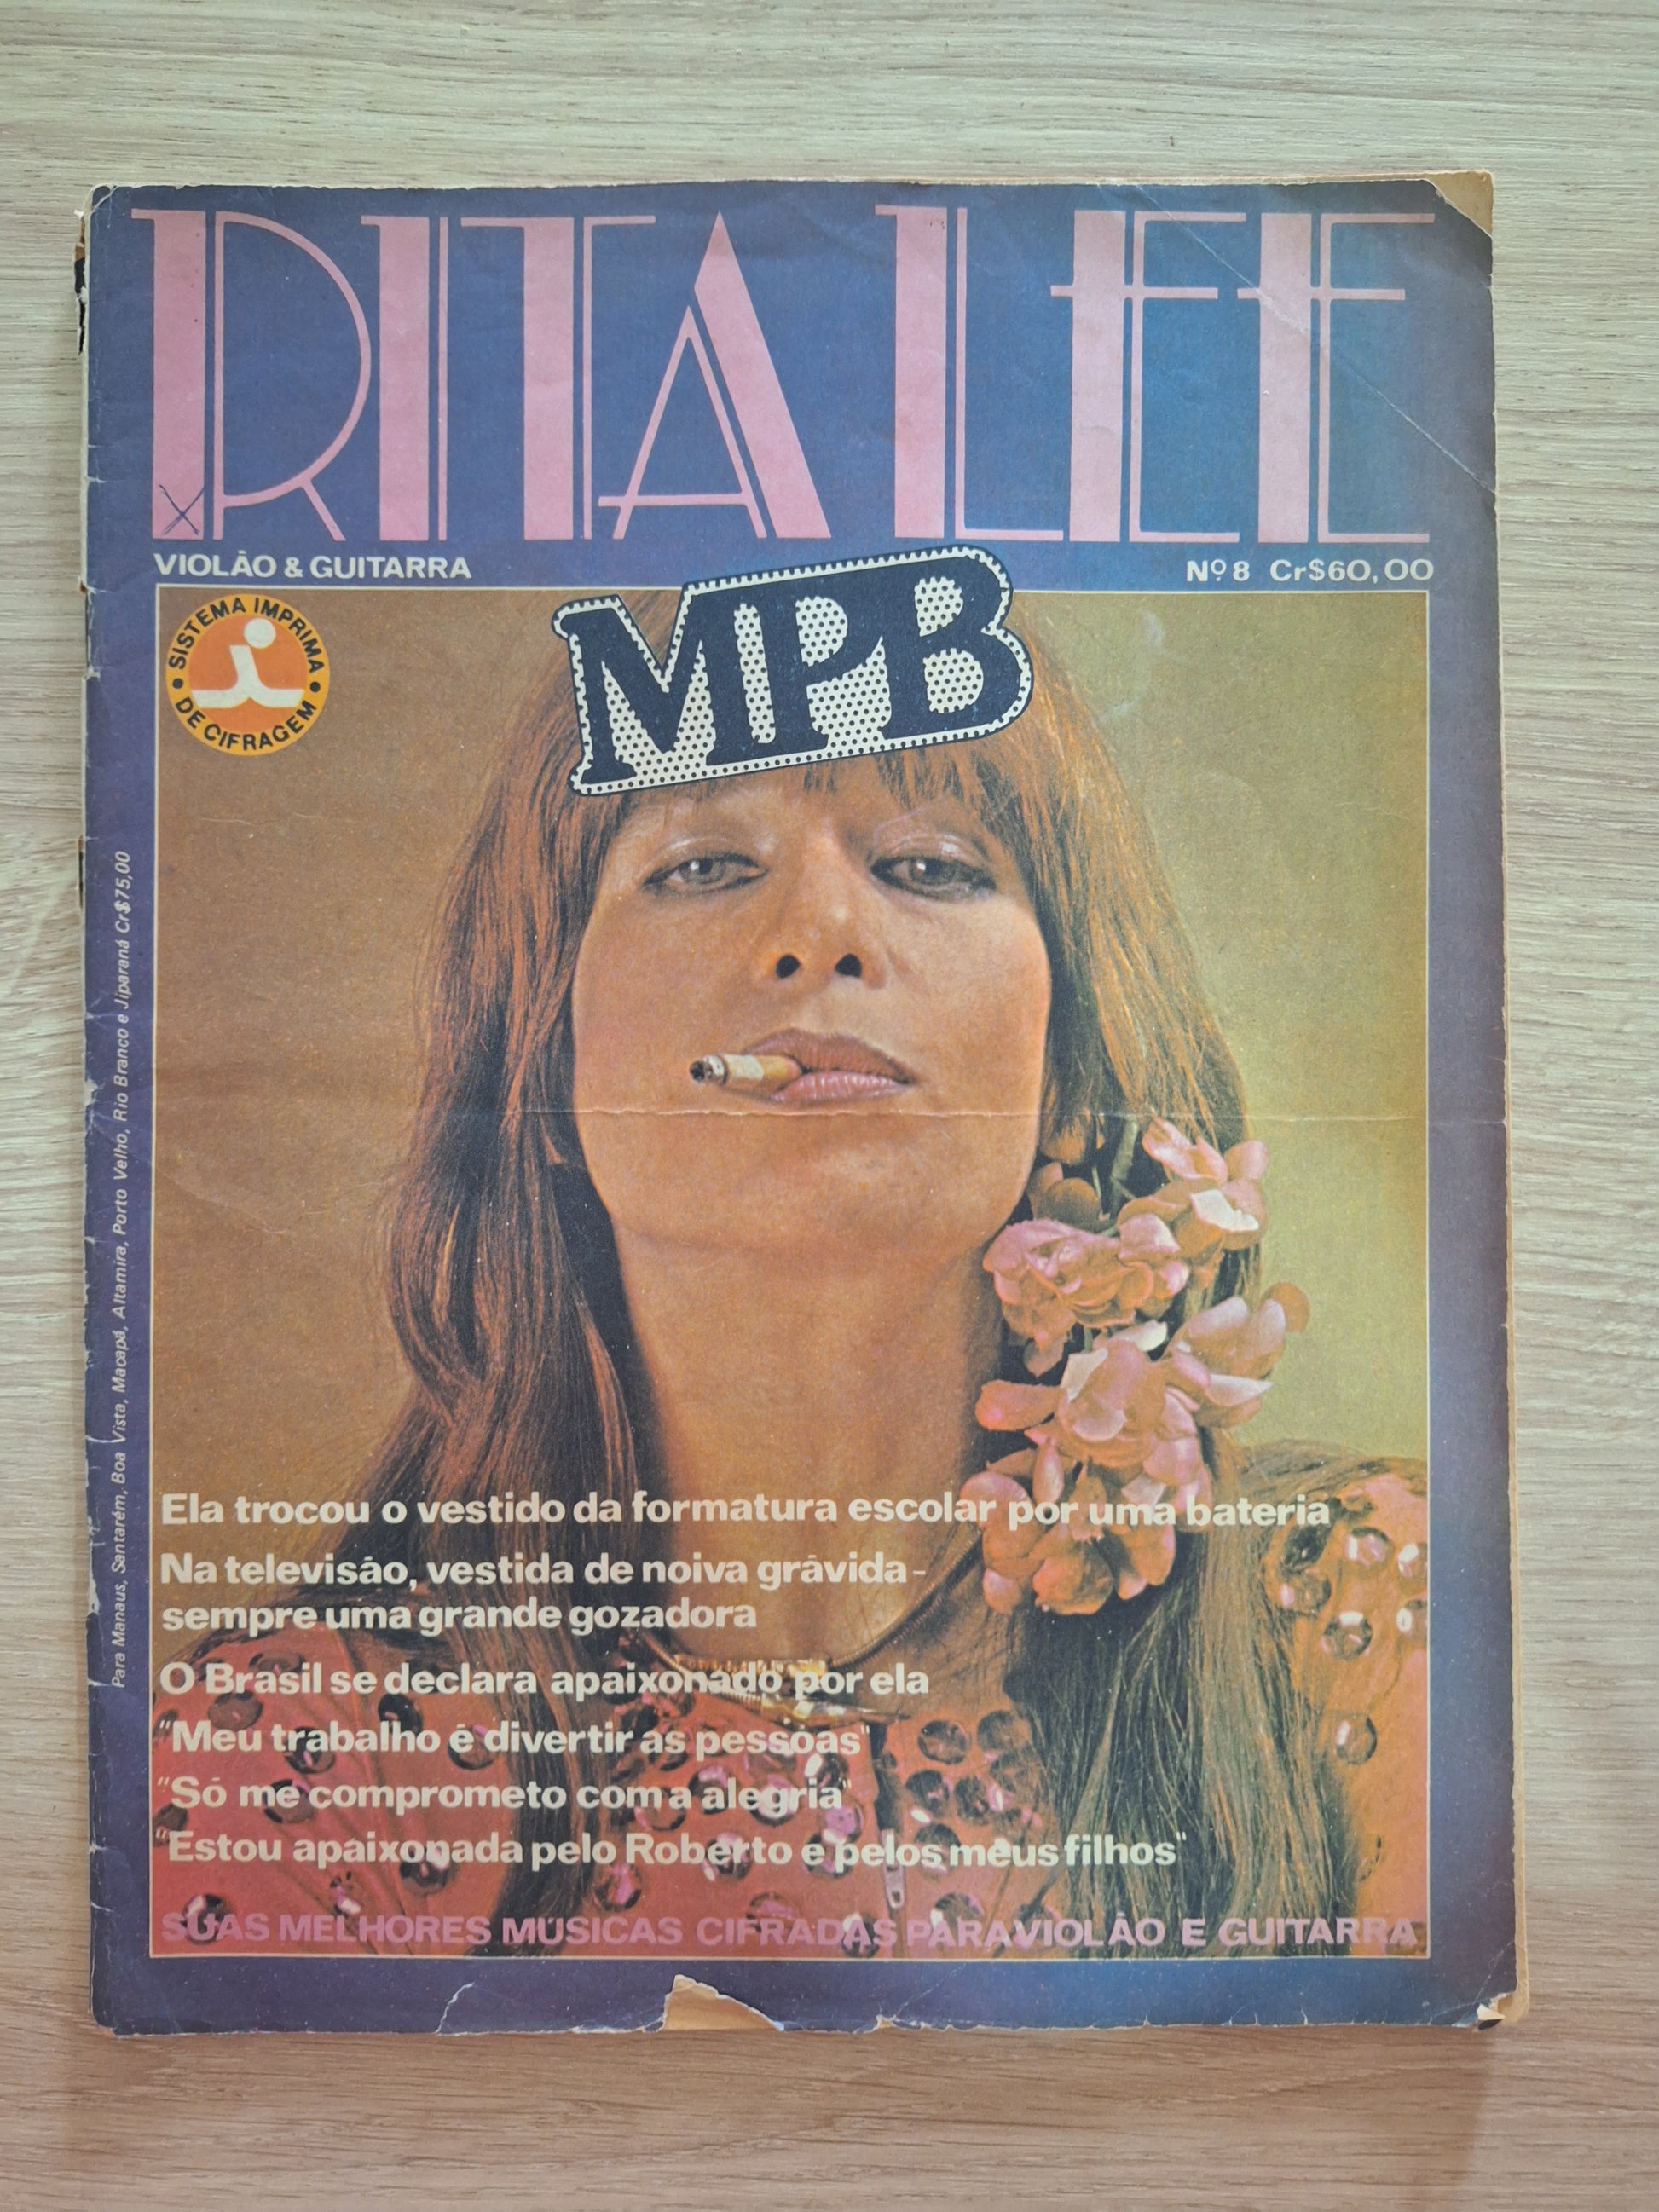 RITA LEE
VIOLÃO & GUITARRA
Nº 8 Cr$60,00
MPB
SISTEMA IMPRIMA
DE CIFRAGEM
i
Para Manaus, Santarém, Boa Vista, Macapá, Altamira, Porto Velho, Rio Branco e Jiparaná Cr$75,00
Ela trocou o vestido da formatura escolar por uma bateria
Na televisão, vestida de noiva grávida-
sempre uma grande gozadora
O Brasil se declara apaixonado por ela
"Meu trabalho é divertir as pessoas"
"Só me comprometo com a alegria"
"Estou apaixonada pelo Roberto e pelos meus filhos"
SUAS MELHORES MÚSICAS CIFRADAS PARA VIOLÃO E GUITARRA